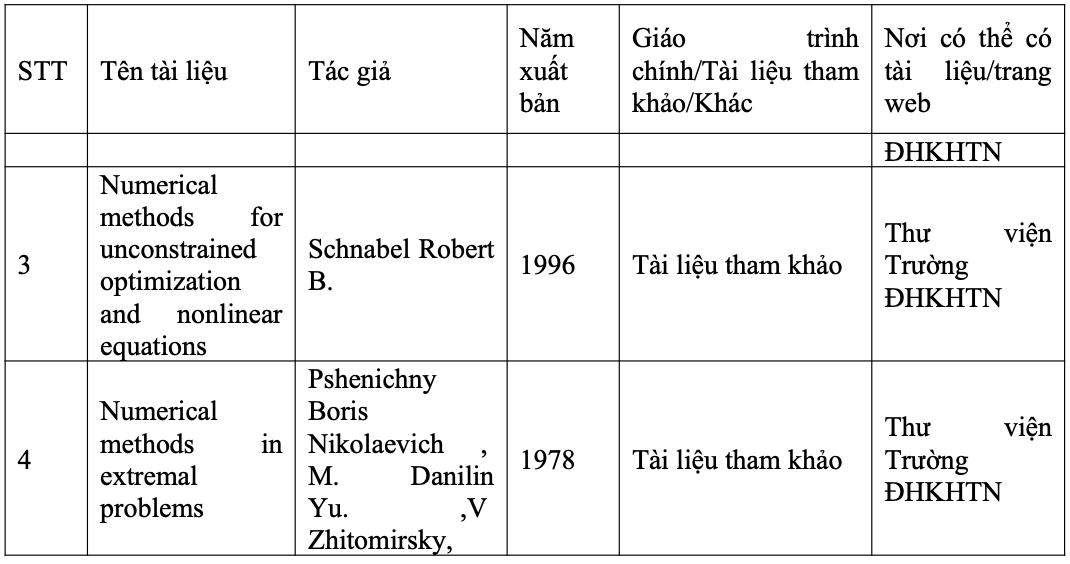 STT
Tên tài liệu
Tác giả
Năm
xuất
bản
Giáo trình
chính/Tài liệu tham
khảo/Khác
Nơi có thể có
tài liệu/trang
web
ĐHKHTN
3
Numerical
methods for
unconstrained
optimization
and nonlinear
equations
Schnabel Robert
B.
1996
Tài liệu tham khảo
Thư viện
Trường
ĐHKHTN
4
Numerical
methods in
extremal
problems
Pshenichny
Boris
Nikolaevich ,
M. Danilin
Yu. ,V
Zhitomirsky,
1978
Tài liệu tham khảo
Thư viện
Trường
ĐHKHTN